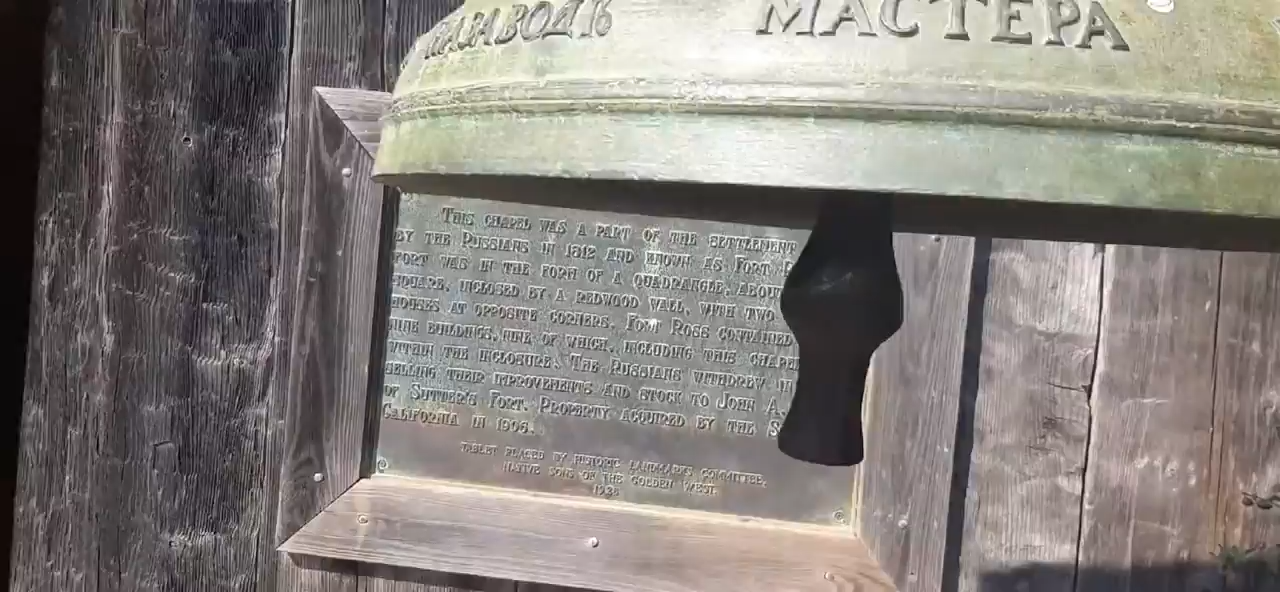 ЗАВОДѢ МАСТЕРА
THIS CHAPEL WAS A PART OF THE SETTLEMENT
BY THE RUSSIANS IN 1812 AND KNOWN AS FORT
FORT WAS IN THE FORM OF A QUADRANGLE, ABOUT
SQUARE, INCLOSED BY A REDWOOD WALL, WITH TWO
HOUSES AT OPPOSITE CORNERS. FORT ROSS CONTAINED
NINE BUILDINGS, NINE OF WHICH, INCLUDING THIS CHAPEL
WITHIN THE INCLOSURE. THE RUSSIANS WITHDREW IN
SELLING THEIR IMPROVEMENTS AND STOCK TO JOHN A.
OF SUTTER'S FORT. PROPERTY ACQUIRED BY THE
CALIFORNIA IN 1906.
TABLET PLACED BY HISTORIC LANDMARKS COMMITTEE,
NATIVE SONS OF THE GOLDEN WEST.
1928